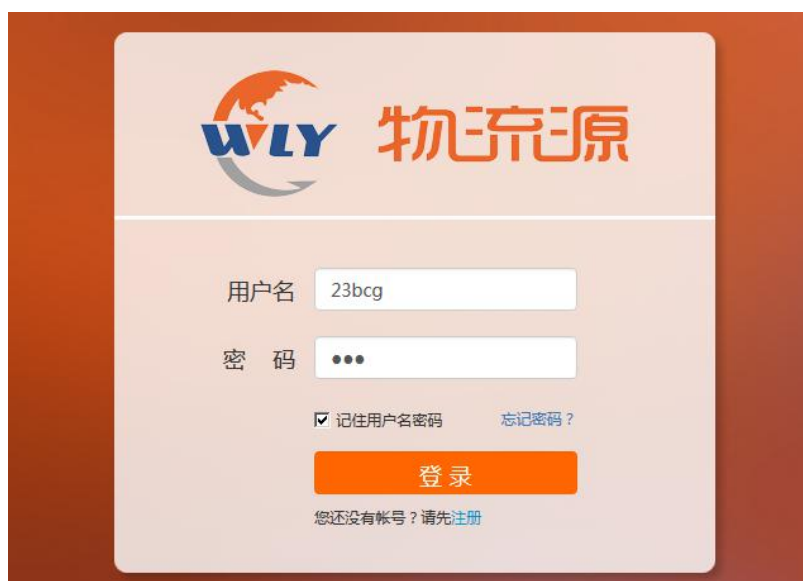 WLY 物流源
用户名 23bcg
密 码 •••
记住用户名密码 忘记密码？
登 录
您还没有帐号？请先注册